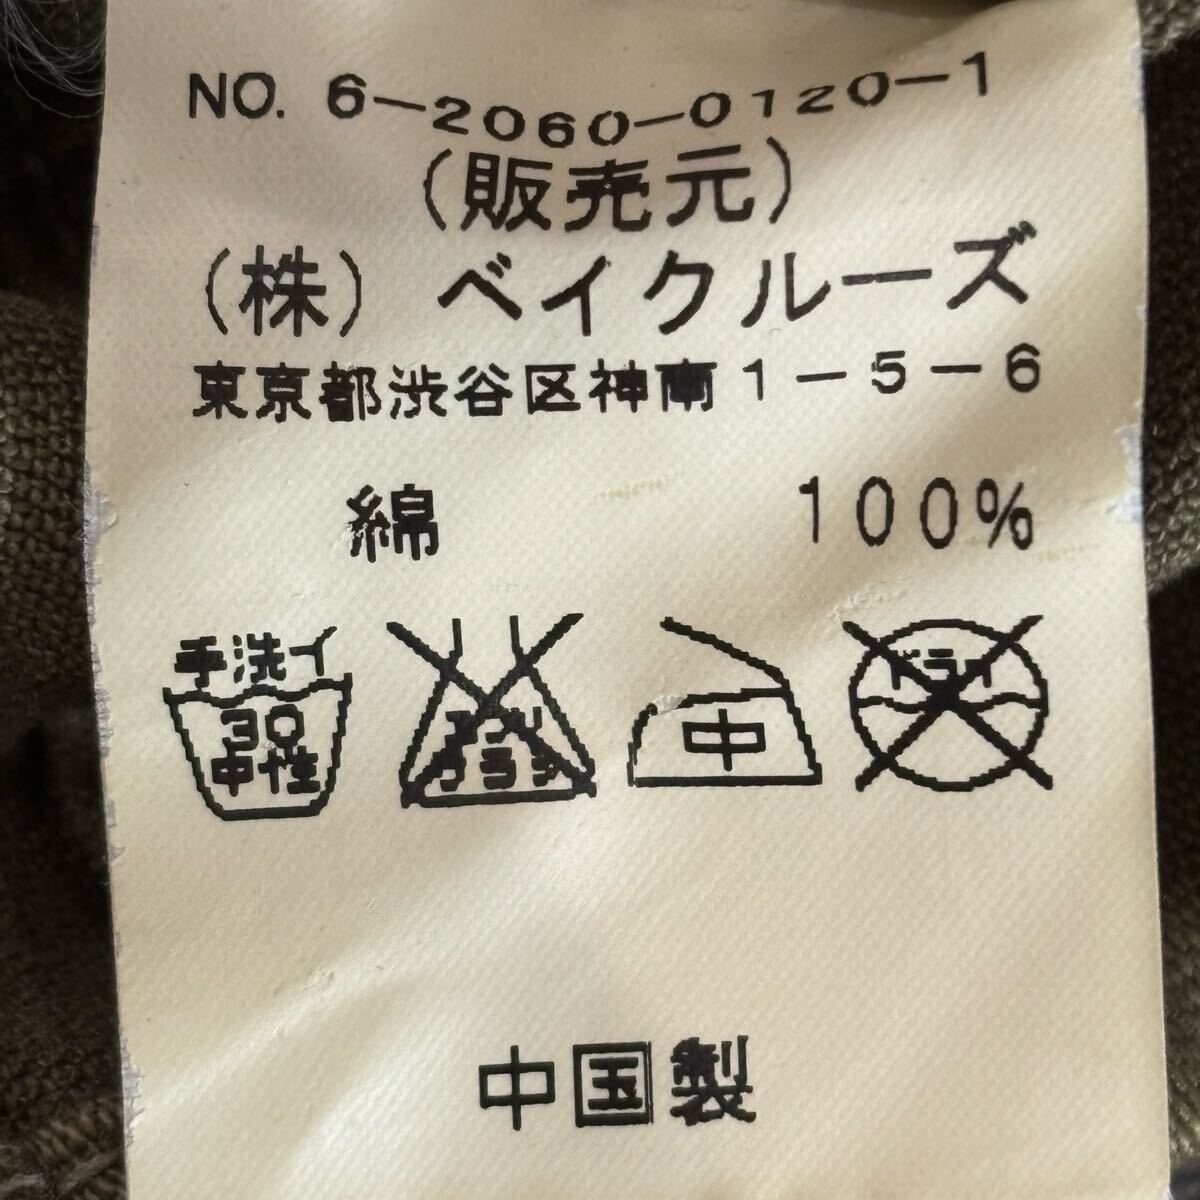 NO. 6-2060-0120-1
(販売元)
(株) ベイクルーズ
東京都渋谷区神南1-5-6
綿 100%
手洗イ
30
中性
エンソ
サラシ
中
ドライ
中国製